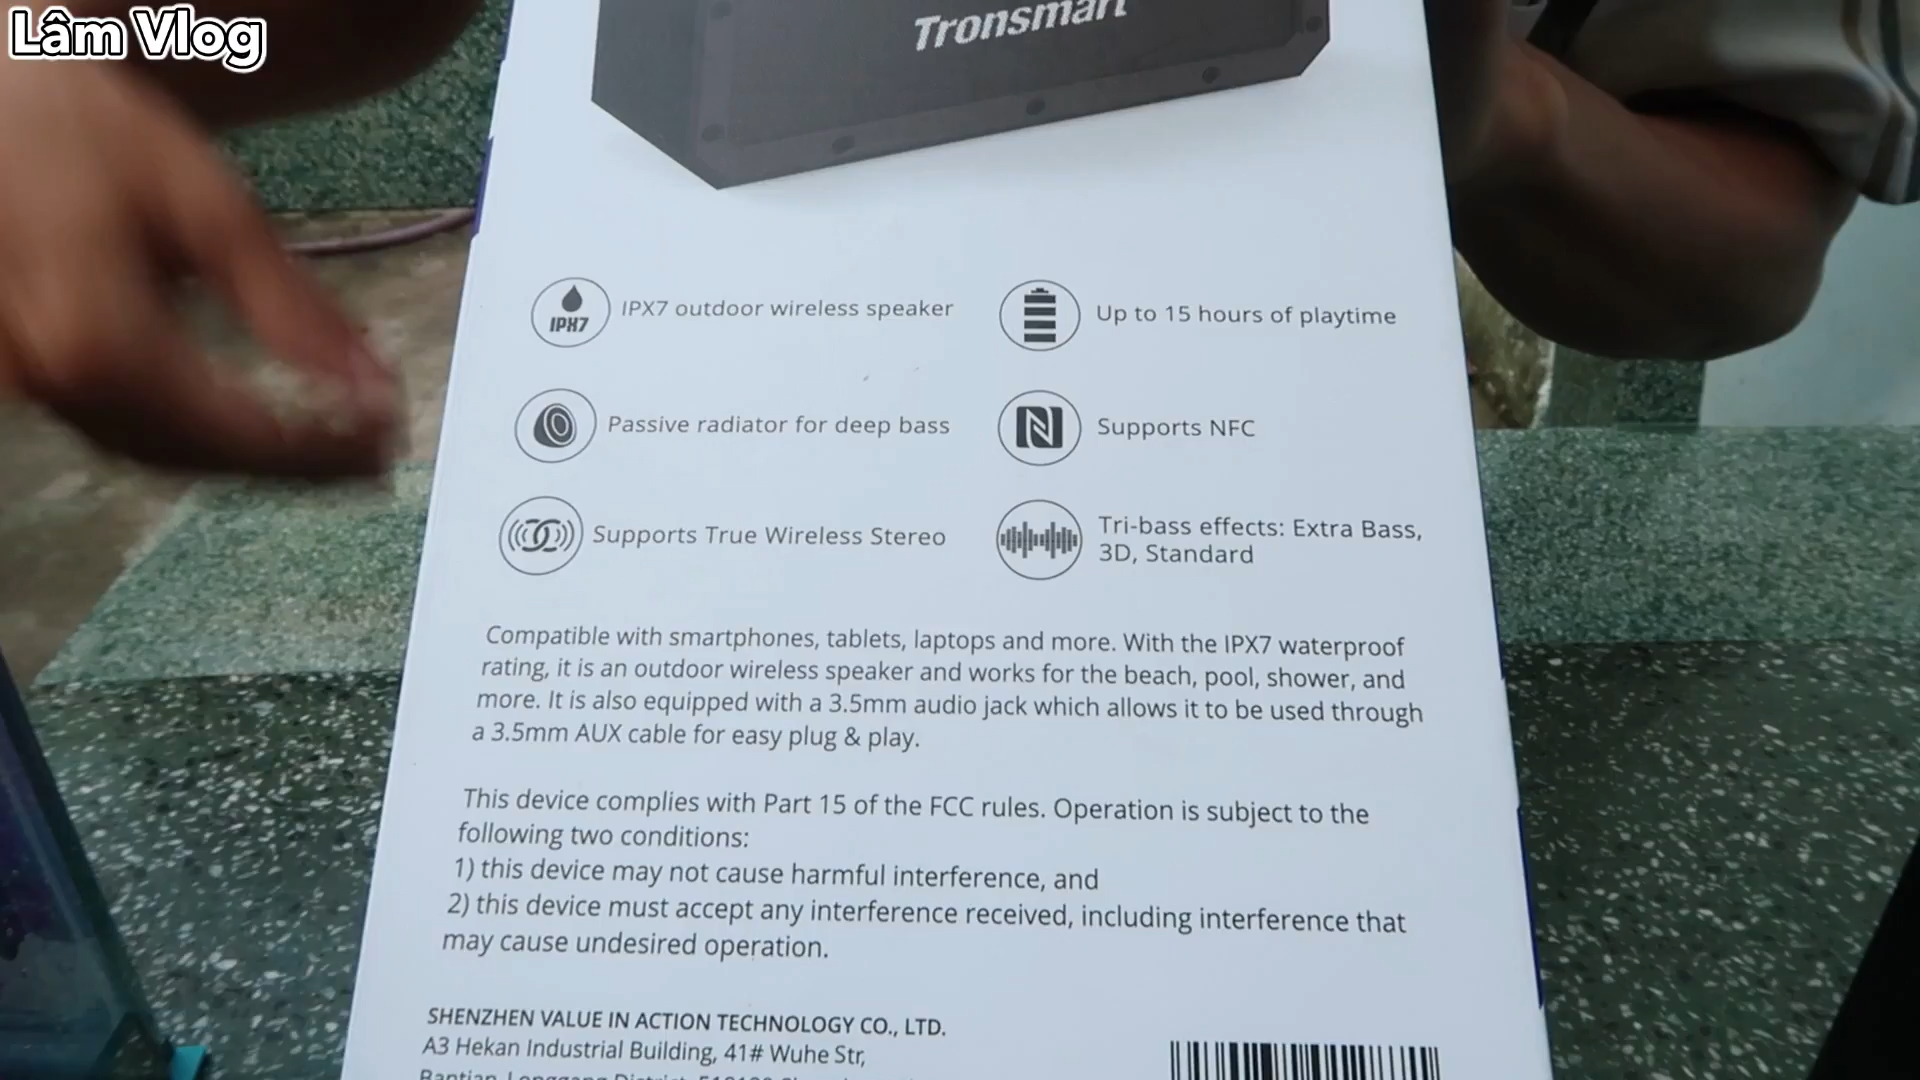 Lâm Vlog
Tronsmart
IPX7
IPX7 outdoor wireless speaker
Up to 15 hours of playtime
Passive radiator for deep bass
Supports NFC
Supports True Wireless Stereo
Tri-bass effects: Extra Bass,
3D, Standard
Compatible with smartphones, tablets, laptops and more. With the IPX7 waterproof
rating, it is an outdoor wireless speaker and works for the beach, pool, shower, and
more. It is also equipped with a 3.5mm audio jack which allows it to be used through
a 3.5mm AUX cable for easy plug & play.
This device complies with Part 15 of the FCC rules. Operation is subject to the
following two conditions:
1) this device may not cause harmful interference, and
2) this device must accept any interference received, including interference that
may cause undesired operation.
SHENZHEN VALUE IN ACTION TECHNOLOGY CO., LTD.
A3 Hekan Industrial Building, 41# Wuhe Str,